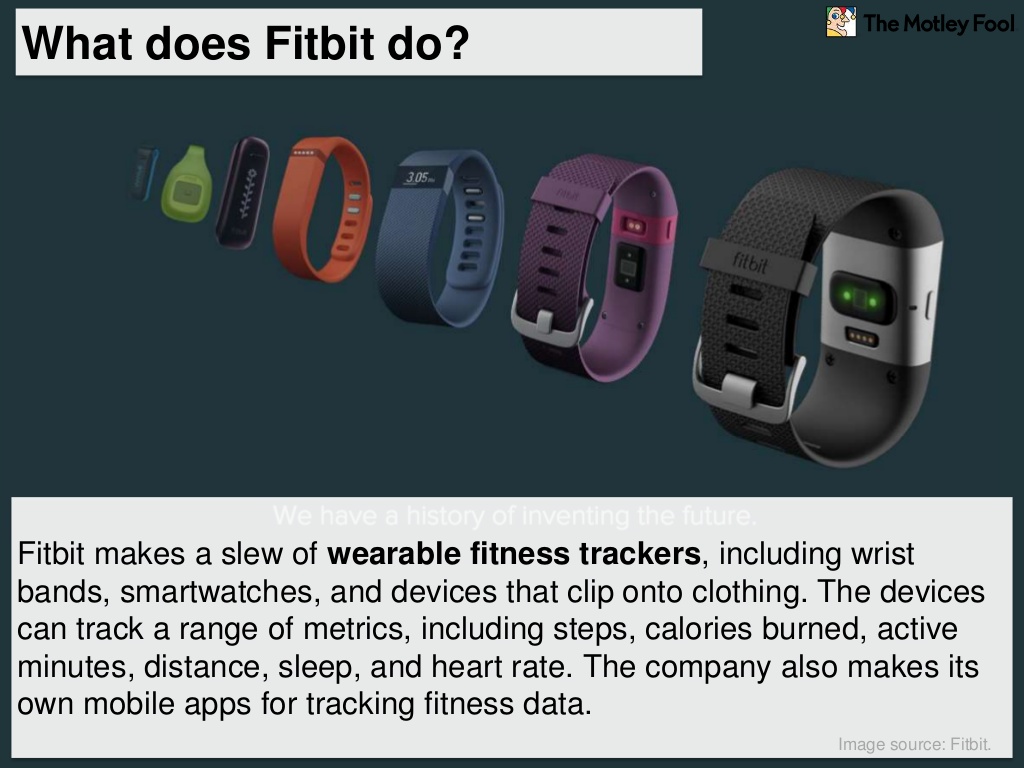 What does Fitbit do?
The Motley Fool
3:05
fitbit
fitbit
We have a history of inventing the future.
Fitbit makes a slew of wearable fitness trackers, including wrist
bands, smartwatches, and devices that clip onto clothing. The devices
can track a range of metrics, including steps, calories burned, active
minutes, distance, sleep, and heart rate. The company also makes its
own mobile apps for tracking fitness data.
Image source: Fitbit.